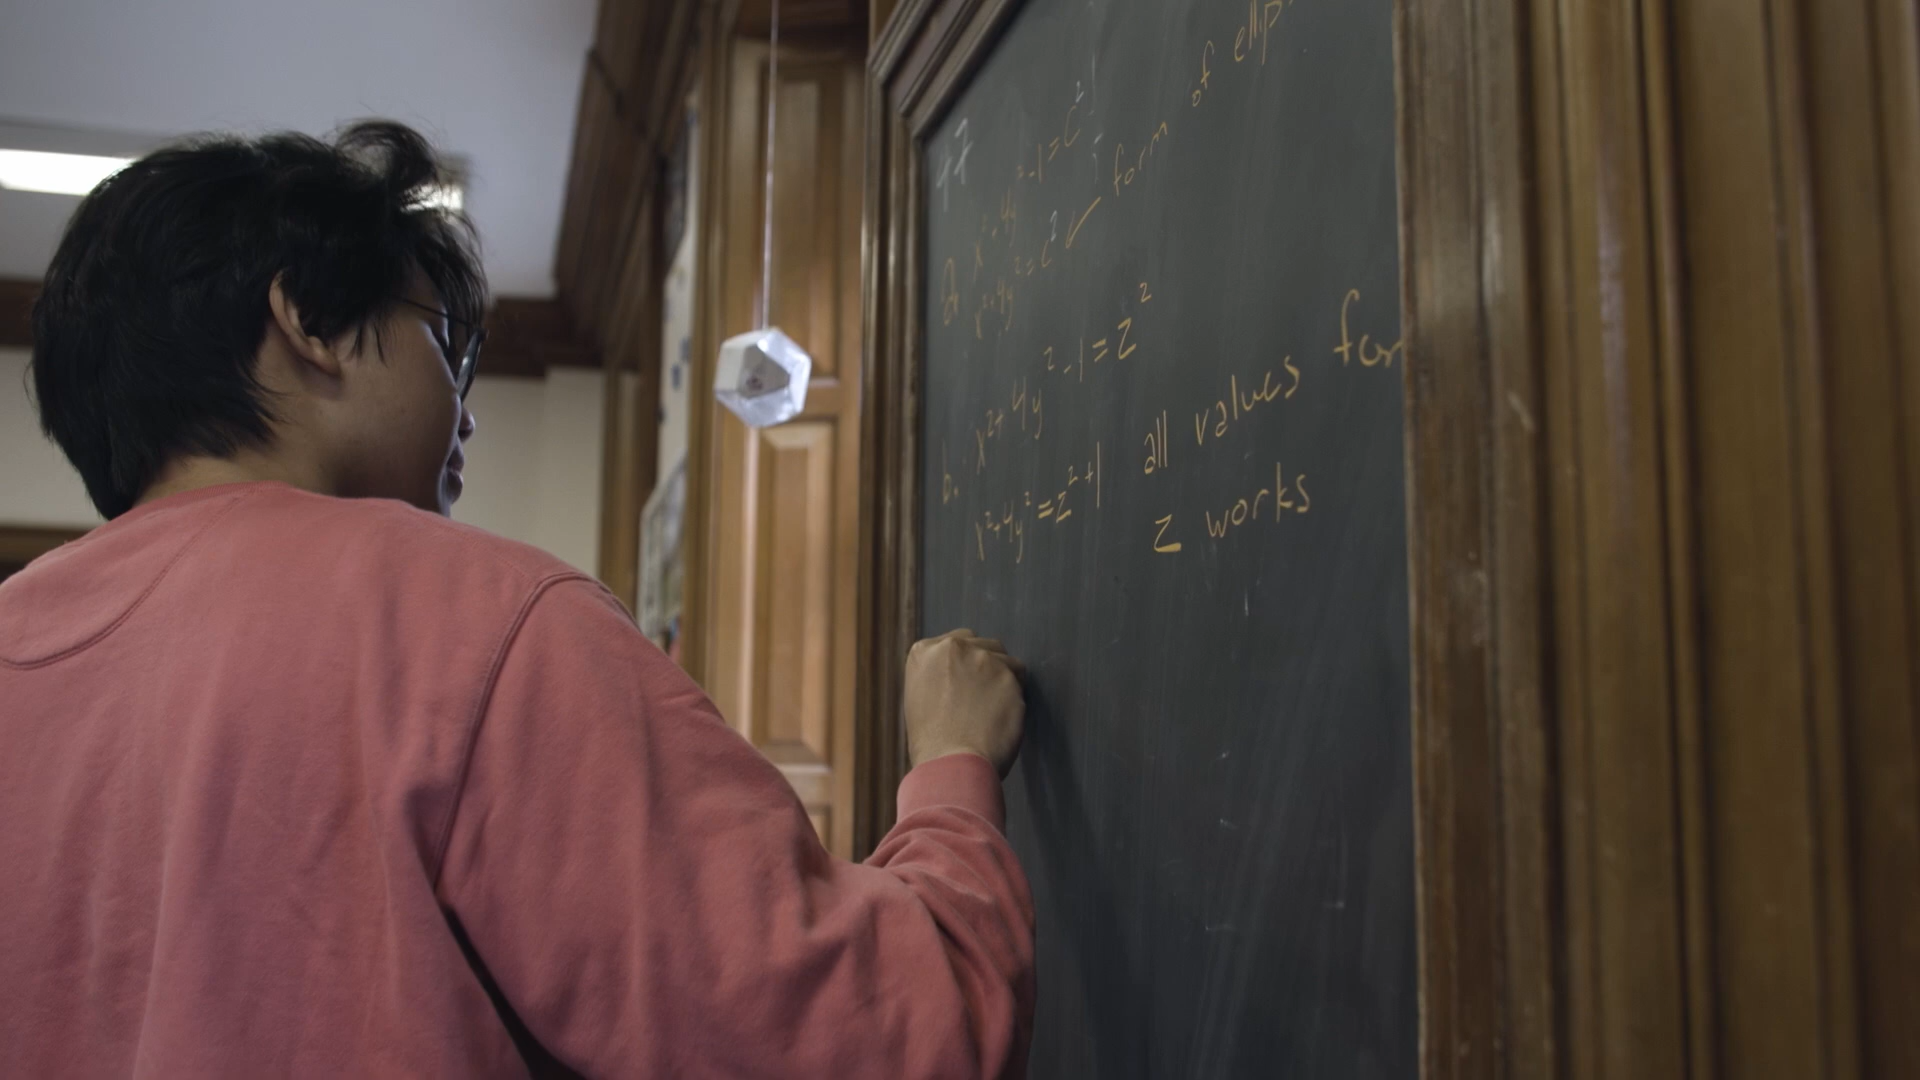 47
a. x²+4y²-1=c²
x²+4y²=c² ✓ form of ellip
b. x²+4y²-1=z²
x²+4y²=z²+1 all values for
z works